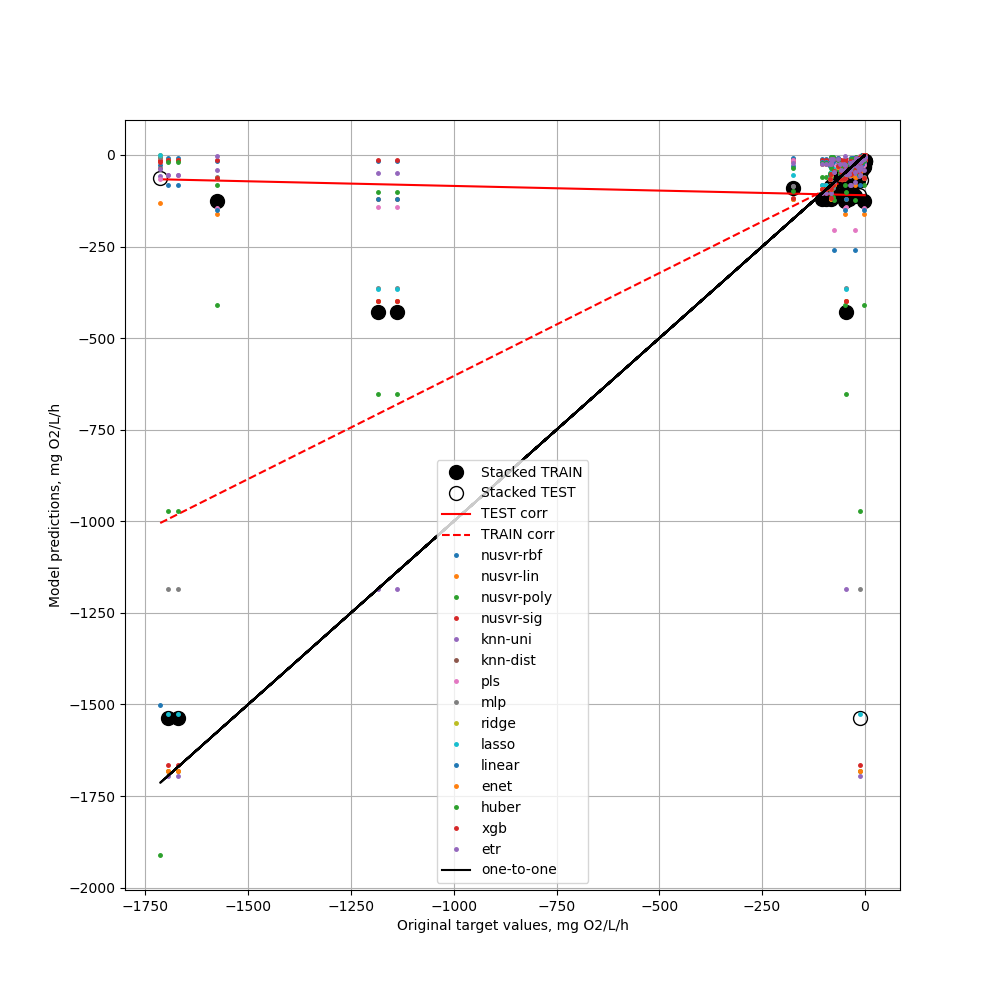 0
−250
−500
−750
−1000
−1250
−1500
−1750
−2000
Model predictions, mg O2/L/h
Stacked TRAIN
Stacked TEST
TEST corr
TRAIN corr
nusvr-rbf
nusvr-lin
nusvr-poly
nusvr-sig
knn-uni
knn-dist
pls
mlp
ridge
lasso
linear
enet
huber
xgb
etr
one-to-one
−1750 −1500 −1250 −1000 −750 −500 −250 0
Original target values, mg O2/L/h